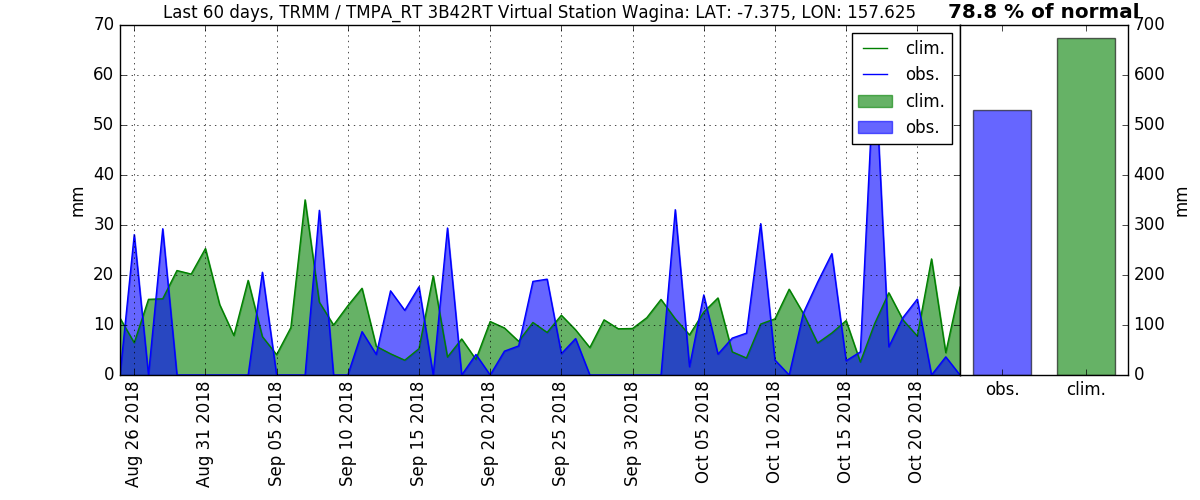 Last 60 days, TRMM / TMPA_RT 3B42RT Virtual Station Wagina: LAT: -7.375, LON: 157.625
78.8 % of normal
70
60
50
40
30
20
10
0
mm
clim.
obs.
clim.
obs.
700
600
500
400
300
200
100
0
mm
Aug 26 2018
Aug 31 2018
Sep 05 2018
Sep 10 2018
Sep 15 2018
Sep 20 2018
Sep 25 2018
Sep 30 2018
Oct 05 2018
Oct 10 2018
Oct 15 2018
Oct 20 2018
obs.
clim.